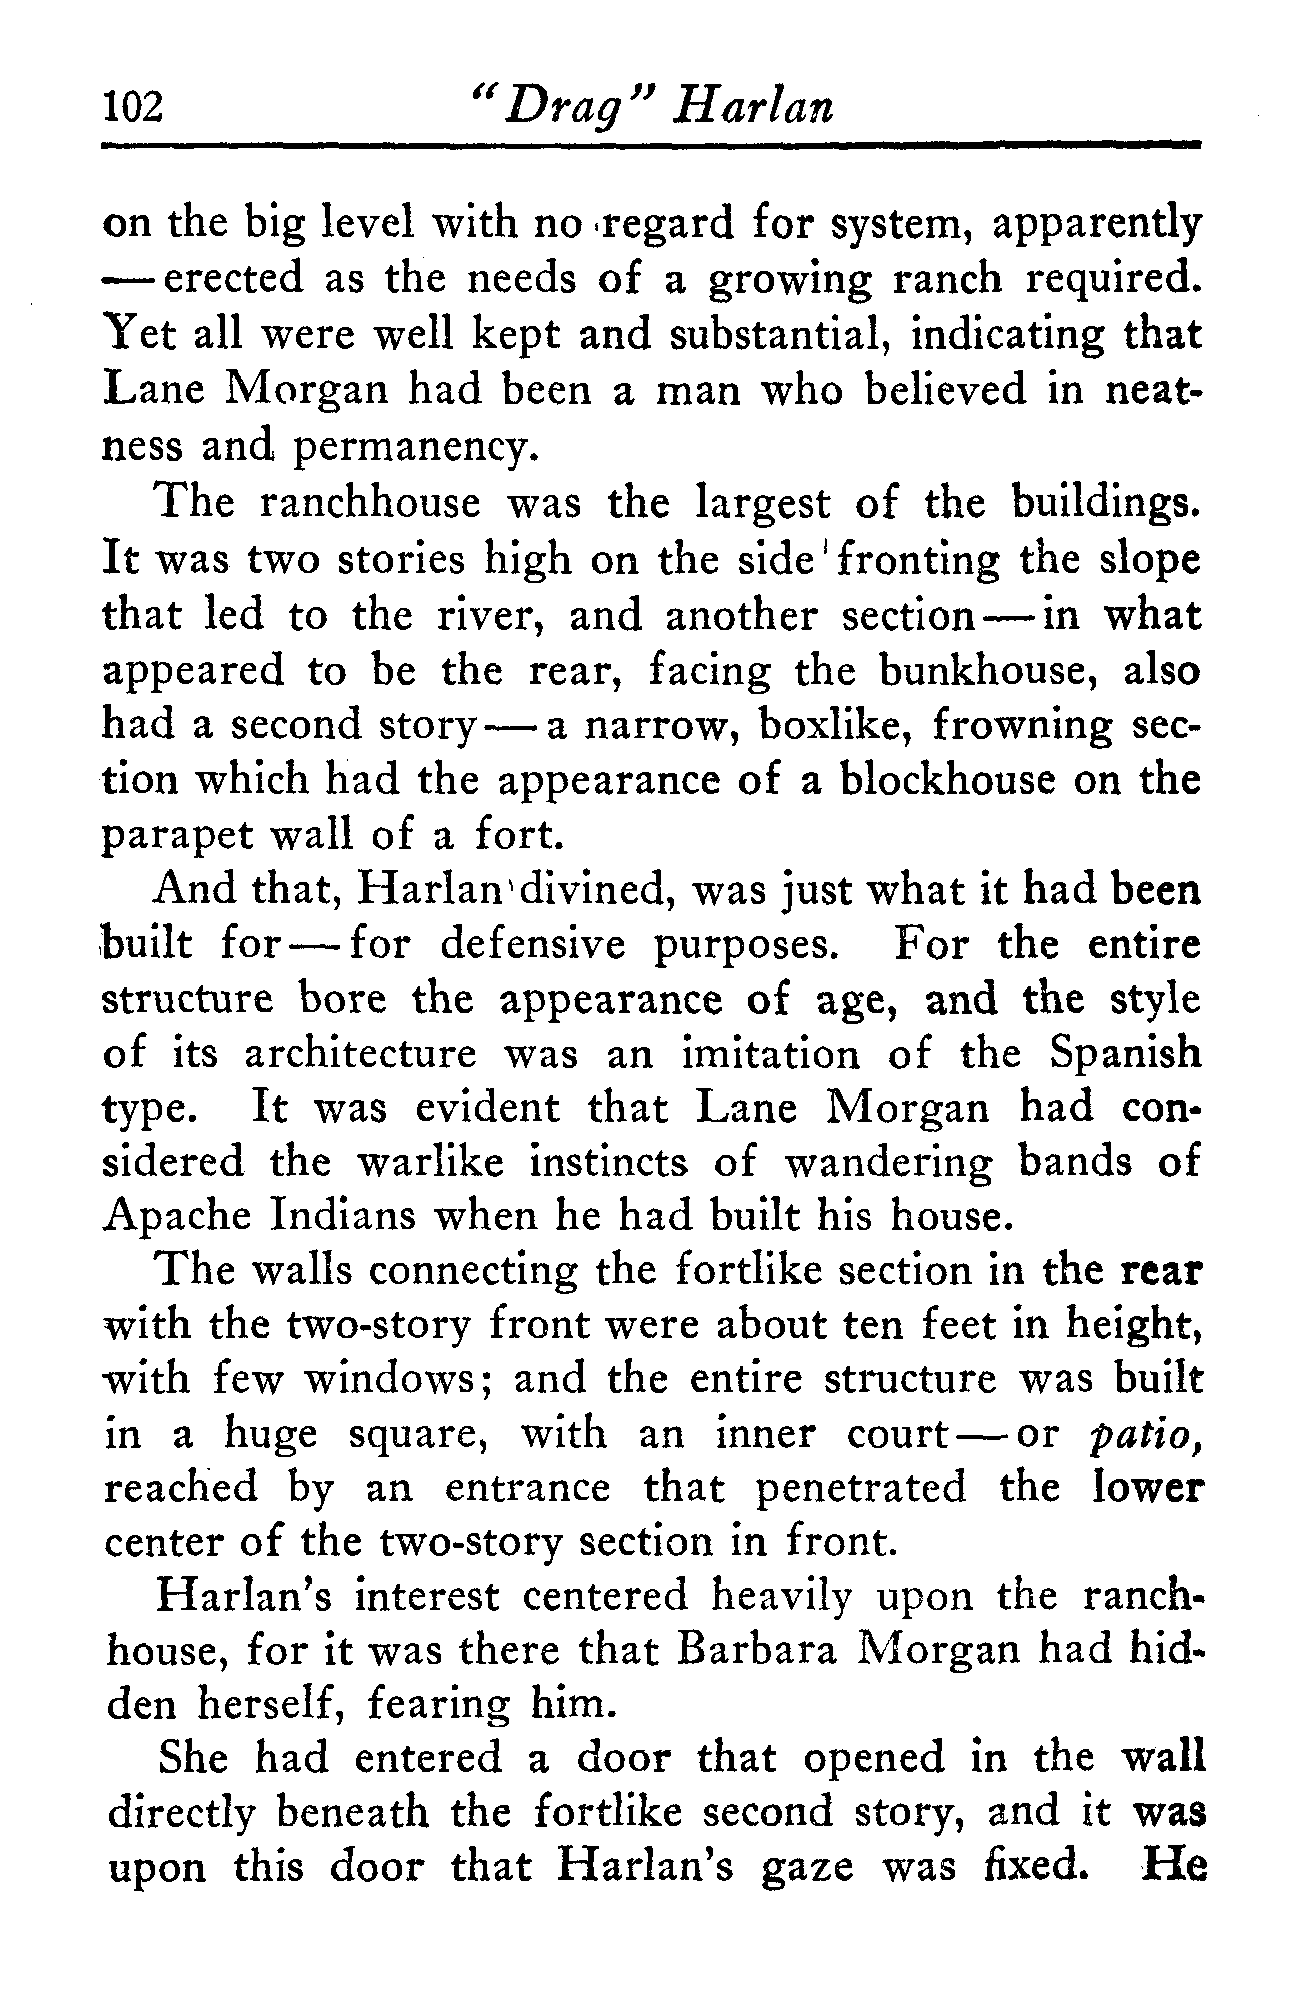 102 "Drag" Harlan
on the big level with no regard for system, apparently
—erected as the needs of a growing ranch required.
Yet all were well kept and substantial, indicating that
Lane Morgan had been a man who believed in neat-
ness and permanency.
The ranchhouse was the largest of the buildings.
It was two stories high on the side fronting the slope
that led to the river, and another section—in what
appeared to be the rear, facing the bunkhouse, also
had a second story—a narrow, boxlike, frowning sec-
tion which had the appearance of a blockhouse on the
parapet wall of a fort.
And that, Harlan divined, was just what it had been
built for—for defensive purposes. For the entire
structure bore the appearance of age, and the style
of its architecture was an imitation of the Spanish
type. It was evident that Lane Morgan had con-
sidered the warlike instincts of wandering bands of
Apache Indians when he had built his house.
The walls connecting the fortlike section in the rear
with the two-story front were about ten feet in height,
with few windows; and the entire structure was built
in a huge square, with an inner court—or patio,
reached by an entrance that penetrated the lower
center of the two-story section in front.
Harlan's interest centered heavily upon the ranch-
house, for it was there that Barbara Morgan had hid-
den herself, fearing him.
She had entered a door that opened in the wall
directly beneath the fortlike second story, and it was
upon this door that Harlan's gaze was fixed. He